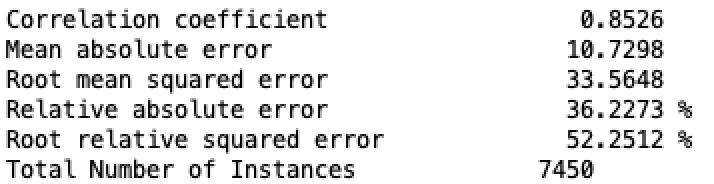 Correlation coefficient                  0.8526
Mean absolute error                     10.7298
Root mean squared error                 33.5648
Relative absolute error                 36.2273 %
Root relative squared error             52.2512 %
Total Number of Instances             7450